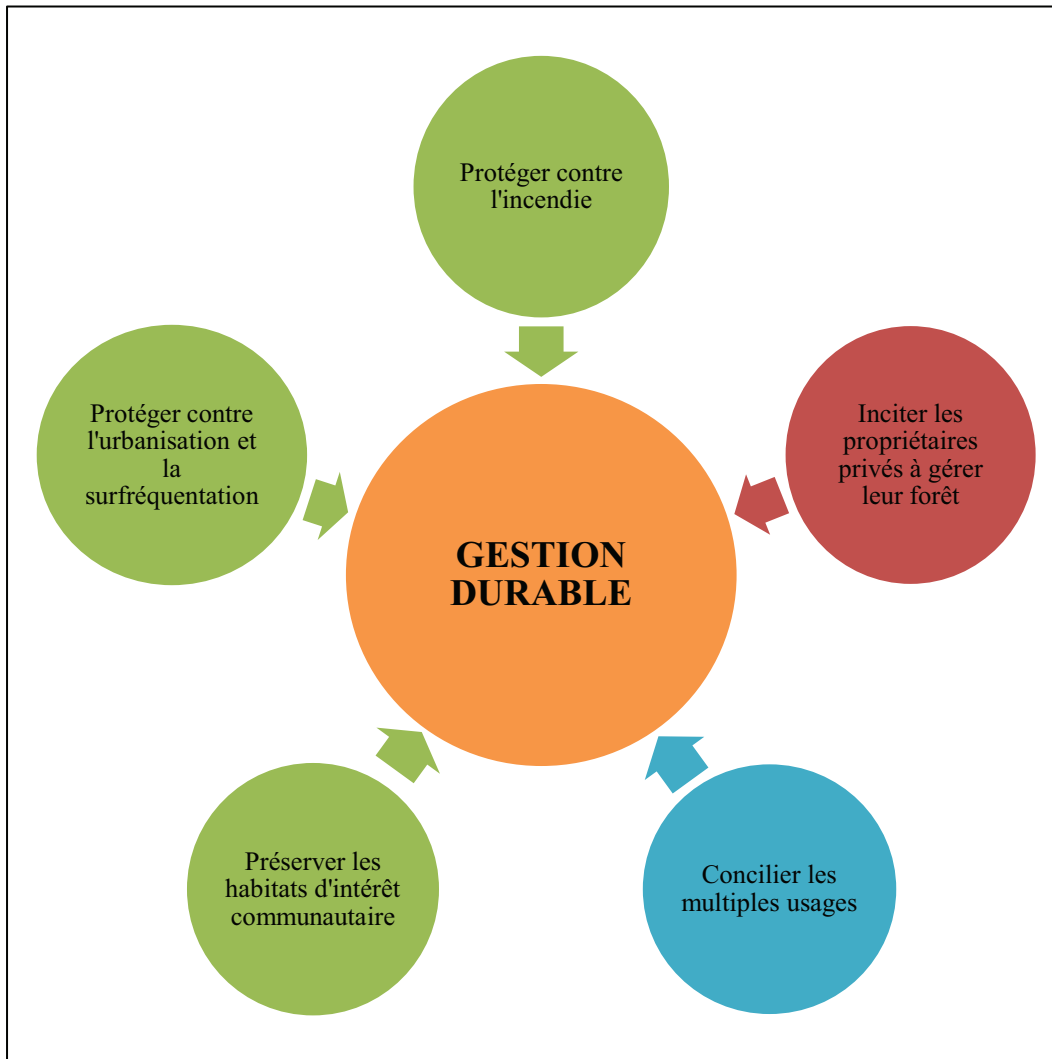 Protéger contre
l'incendie
Protéger contre
l'urbanisation et
la
surfréquentation
Inciter les
propriétaires
privés à gérer
leur forêt
GESTION
DURABLE
Préserver les
habitats d'intérêt
communautaire
Concilier les
multiples usages